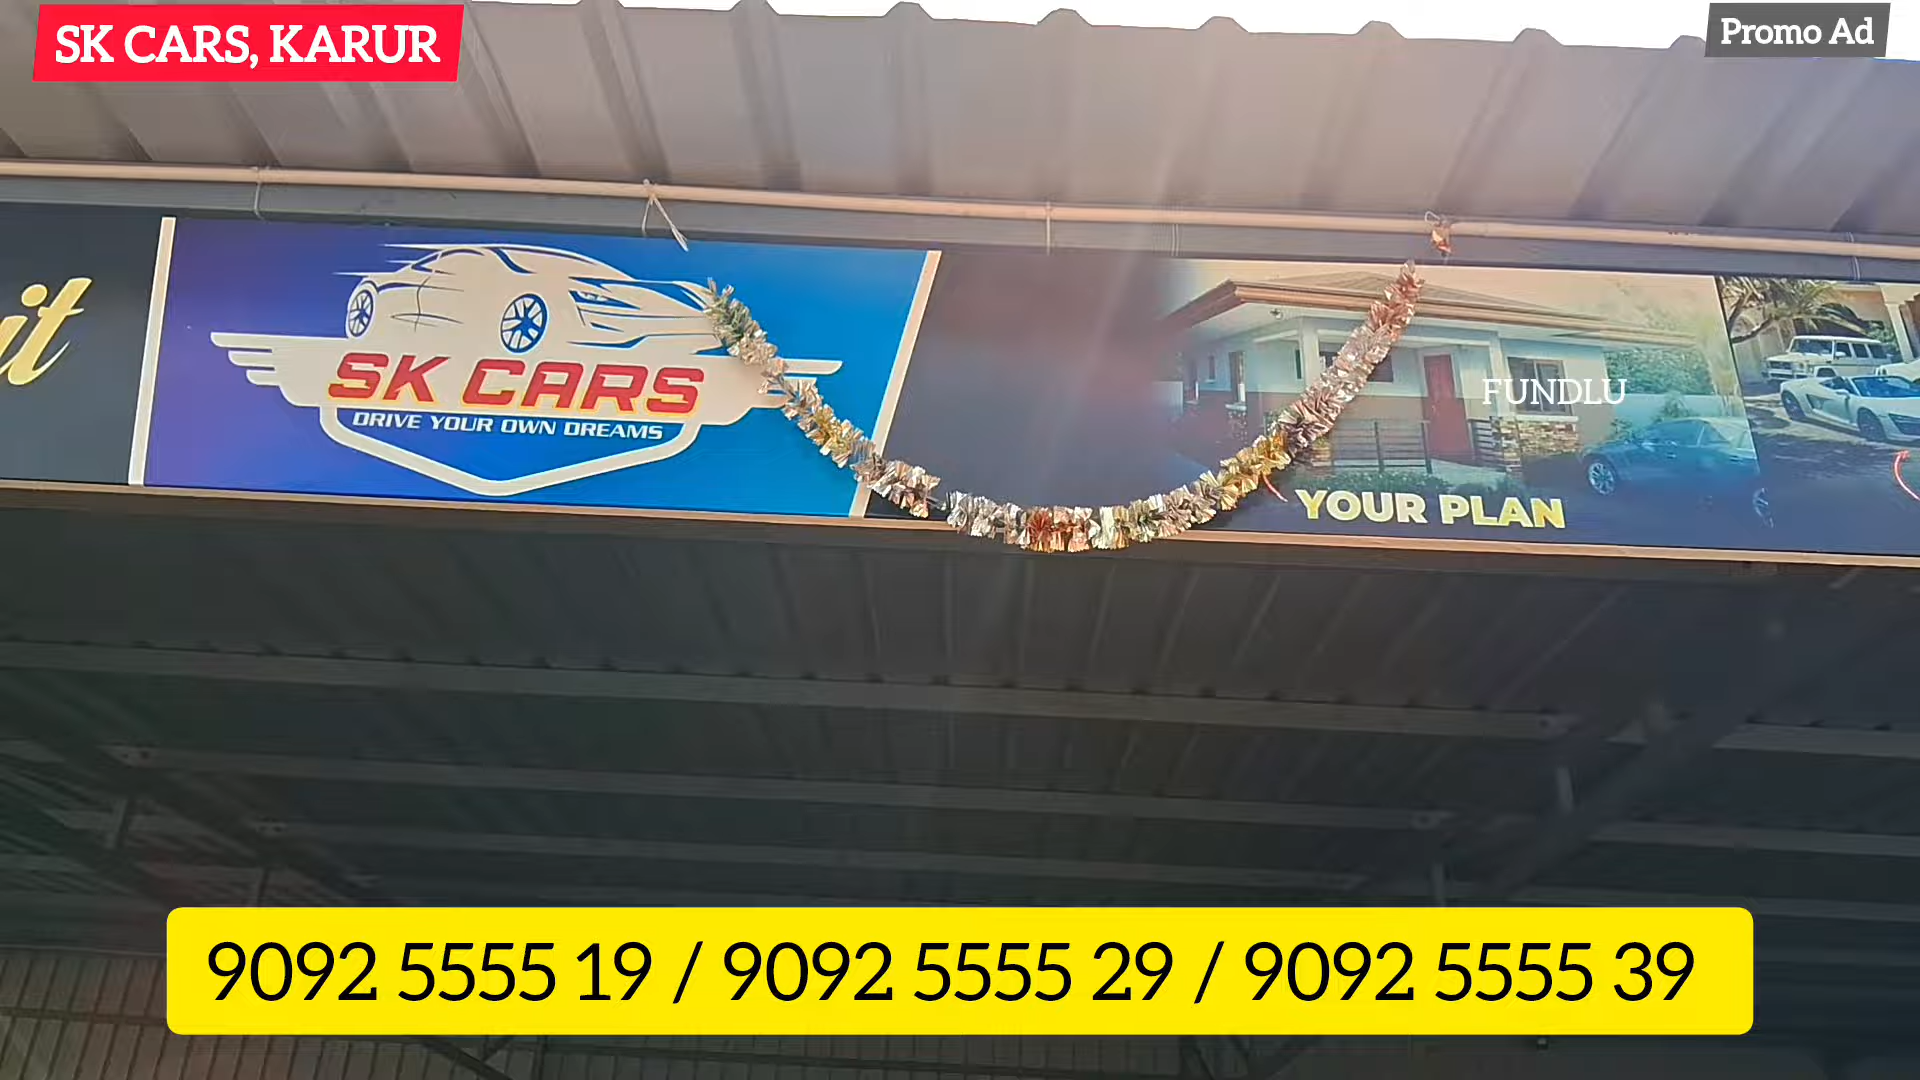 SK CARS, KARUR
Promo Ad
it
SK CARS
DRIVE YOUR OWN DREAMS
FUNDLU
YOUR PLAN
9092 5555 19 / 9092 5555 29 / 9092 5555 39